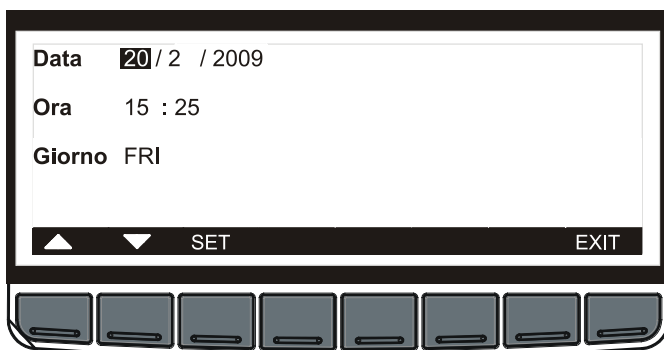 Data 20 / 2 / 2009
Ora 15 : 25
Giorno FRI
SET EXIT